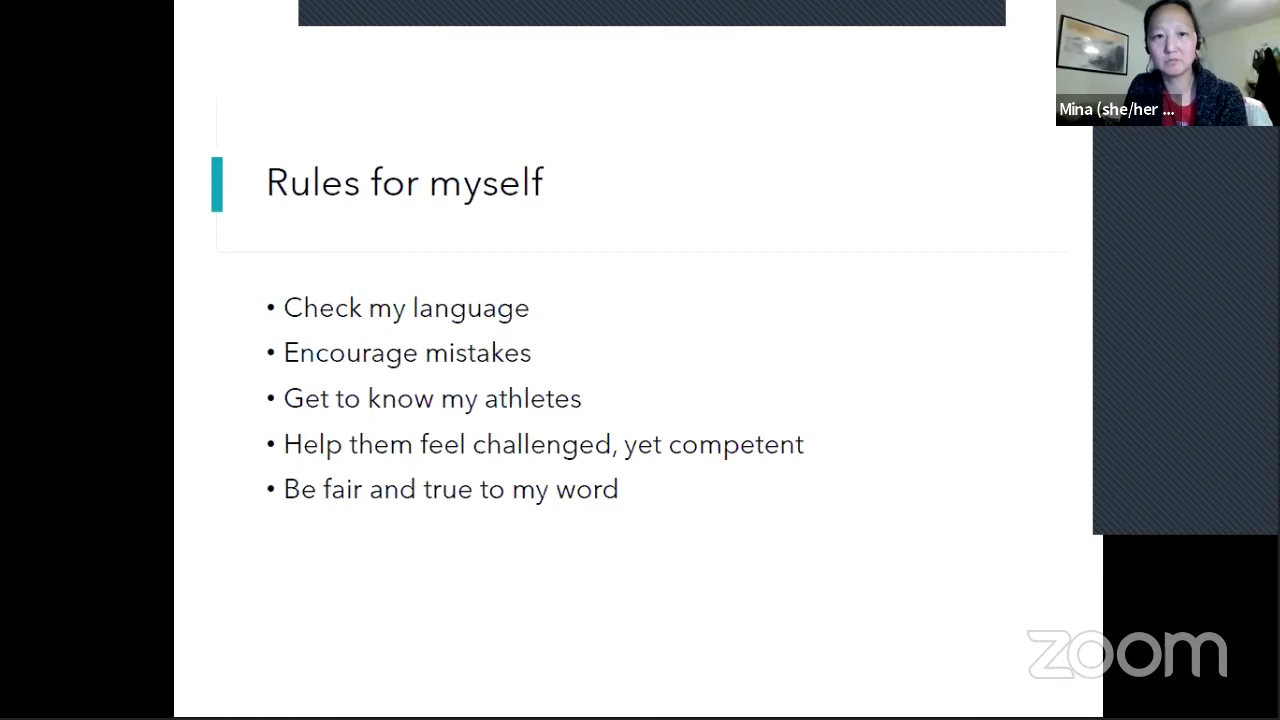 Mina (she/her ...
Rules for myself
• Check my language
• Encourage mistakes
• Get to know my athletes
• Help them feel challenged, yet competent
• Be fair and true to my word
zoom